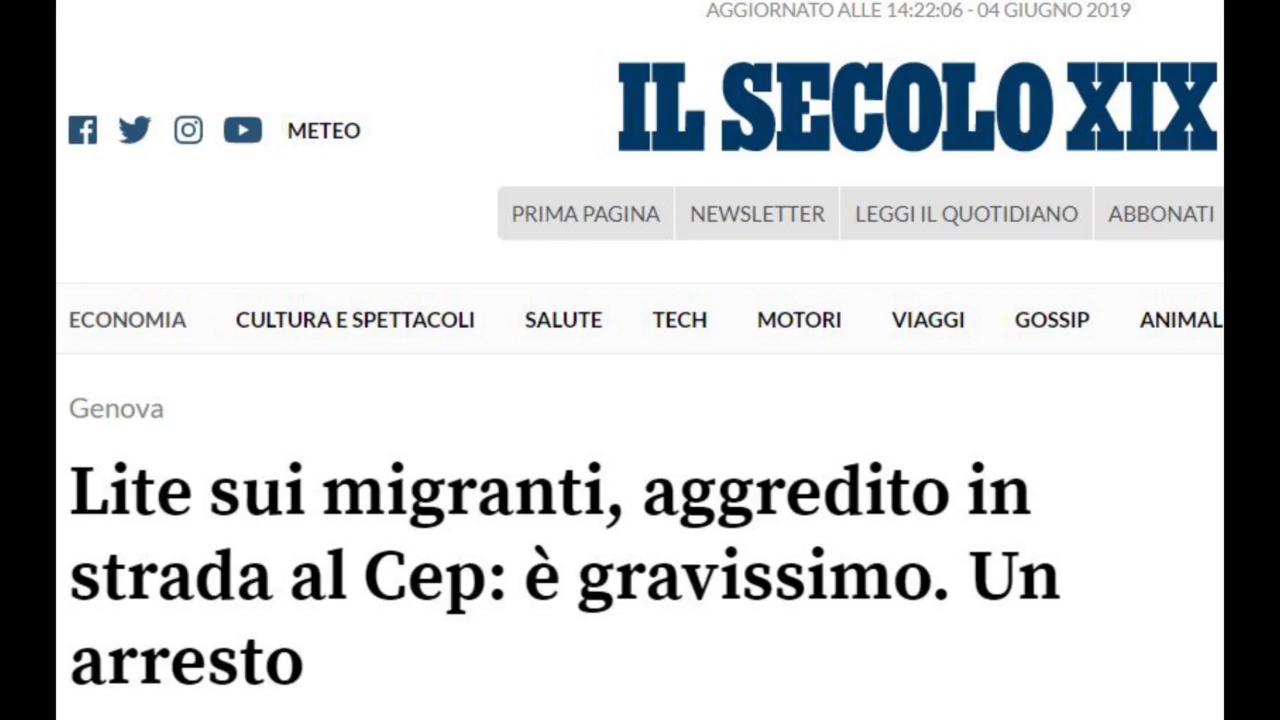 AGGIORNATO ALLE 14:22:06 - 04 GIUGNO 2019
IL SECOLO XIX
METEO
PRIMA PAGINA NEWSLETTER LEGGI IL QUOTIDIANO ABBONATI
ECONOMIA CULTURA E SPETTACOLI SALUTE TECH MOTORI VIAGGI GOSSIP ANIMAL
Genova
Lite sui migranti, aggredito in
strada al Cep: è gravissimo. Un
arresto